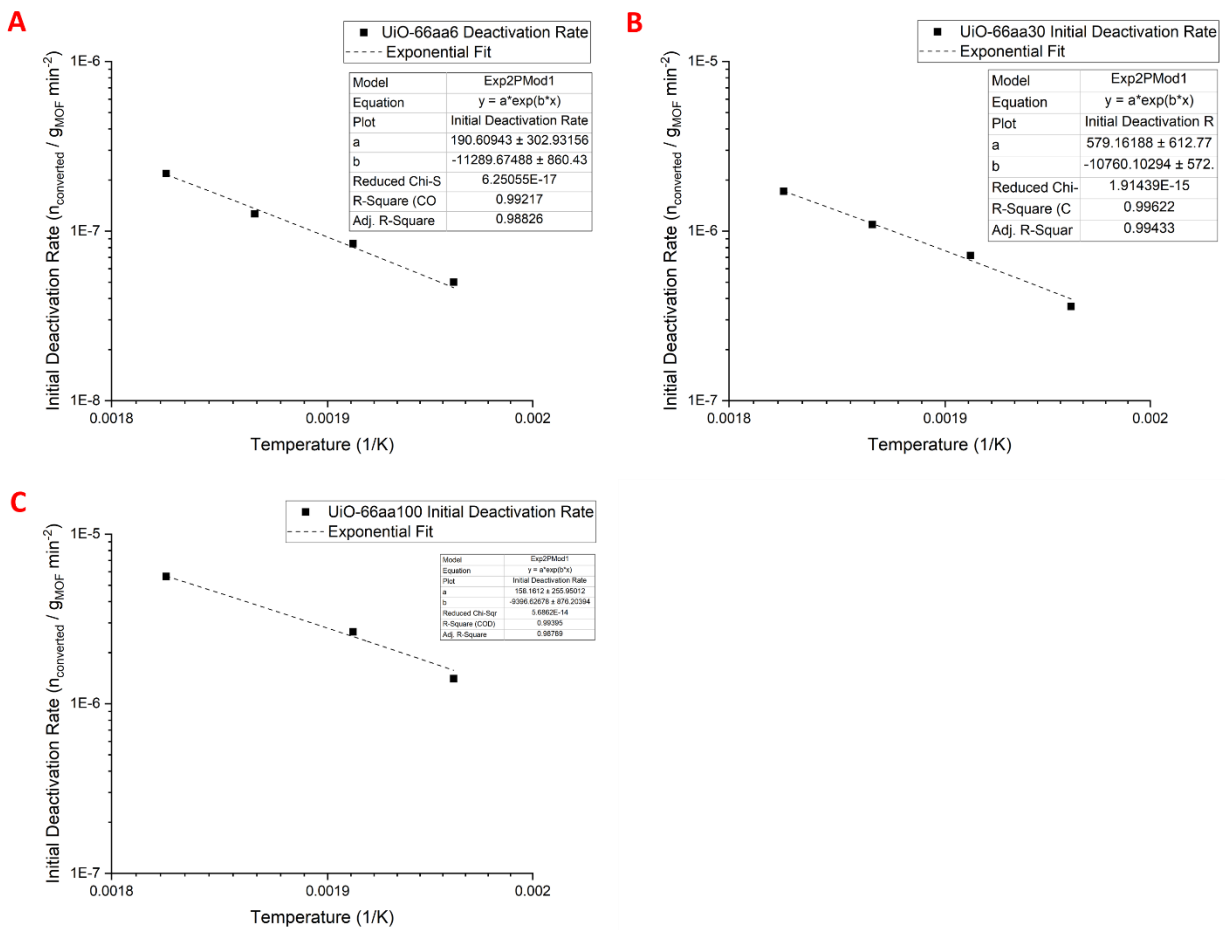 A
UiO-66aa6 Deactivation Rate
Exponential Fit
Model Exp2PMod1
Equation y = a*exp(b*x)
Plot Initial Deactivation Rate
a 190.60943 ± 302.93156
b -11289.67488 ± 860.43
Reduced Chi-S 6.25055E-17
R-Square (CO 0.99217
Adj. R-Square 0.98826
1E-6
1E-7
1E-8
0.0018 0.0019 0.002
Temperature (1/K)
Initial Deactivation Rate (nconverted / gMOF min-2)
B
UiO-66aa30 Initial Deactivation Rate
Exponential Fit
Model Exp2PMod1
Equation y = a*exp(b*x)
Plot Initial Deactivation R
a 579.16188 ± 612.77
b -10760.10294 ± 572.
Reduced Chi- 1.91439E-15
R-Square (C 0.99622
Adj. R-Squar 0.99433
1E-5
1E-6
1E-7
0.0018 0.0019 0.002
Temperature (1/K)
Initial Deactivation Rate (nconverted / gMOF min-2)
C
UiO-66aa100 Initial Deactivation Rate
Exponential Fit
Model Exp2PMod1
Equation y = a*exp(b*x)
Plot Initial Deactivation Rate
a 158.1612 ± 255.95012
b -9396.62678 ± 876.20394
Reduced Chi-Sqr 5.6862E-14
R-Square (COD) 0.99395
Adj. R-Square 0.98789
1E-5
1E-6
1E-7
0.0018 0.0019 0.002
Temperature (1/K)
Initial Deactivation Rate (nconverted / gMOF min-2)